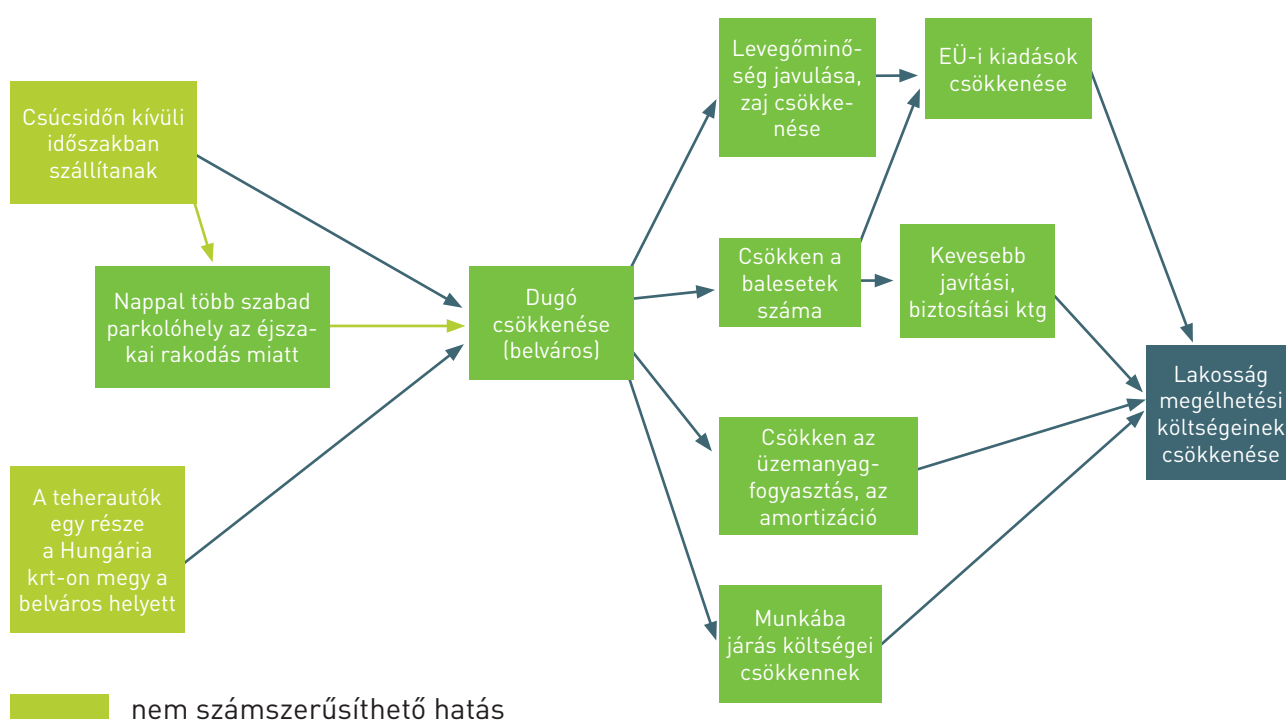 Csúcsidőn kívüli
időszakban
szállítanak
Nappal több szabad
parkolóhely az éjsza-
kai rakodás miatt
A teherautók
egy része
a Hungária
krt-on megy a
belváros helyett
Dugó
csökkenése
(belváros)
Levegőminő-
ség javulása,
zaj csökke-
nése
EÜ-i kiadások
csökkenése
Csökken a
balesetek
száma
Kevesebb
javítási,
biztosítási ktg
Csökken az
üzemanyag-
fogyasztás, az
amortizáció
Munkába
járás költségei
csökkennek
Lakosság
megélhetési
költségeinek
csökkenése
nem számszerűsíthető hatás